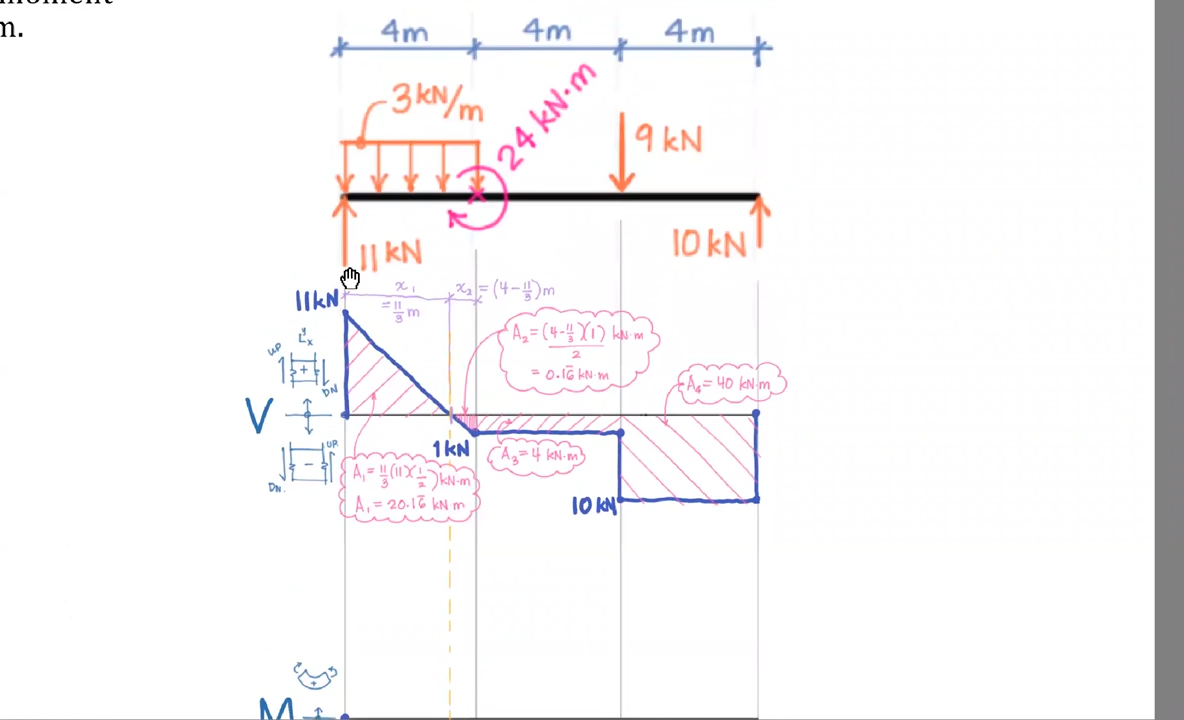 moment
m.
4m 4m 4m
3kN/m
24 kN·m
9 kN
11 kN
10 kN
11kN
x₁
= 11/3 m
x₂ = (4-11/3)m
A₂ = (4-11/3)(1) kN·m
2
= 0.16̅ kN·m
y
x
UP
+
DN
V
A₄ = 40 kN·m
1 kN
A₃ = 4 kN·m
UP.
-
DN.
A₁ = 11/3(11)(1/2) kN·m
A₁ = 20.16̅ kN·m
10 kN
+
M